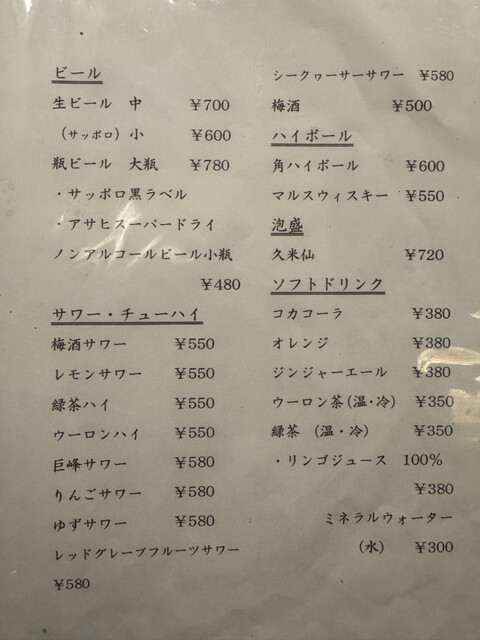 ビール
生ビール 中 ¥700
(サッポロ) 小 ¥600
瓶ビール 大瓶 ¥780
・サッポロ黒ラベル
・アサヒスーパードライ
ノンアルコールビール小瓶
¥480
サワー・チューハイ
梅酒サワー ¥550
レモンサワー ¥550
緑茶ハイ ¥550
ウーロンハイ ¥550
巨峰サワー ¥580
りんごサワー ¥580
ゆずサワー ¥580
レッドグレープフルーツサワー
¥580
シークヮーサーサワー ¥580
梅酒 ¥500
ハイボール
角ハイボール ¥600
マルスウィスキー ¥550
泡盛
久米仙 ¥720
ソフトドリンク
コカコーラ ¥380
オレンジ ¥380
ジンジャーエール ¥380
ウーロン茶(温・冷) ¥350
緑茶 (温・冷) ¥350
・リンゴジュース 100%
¥380
ミネラルウォーター
(水) ¥300